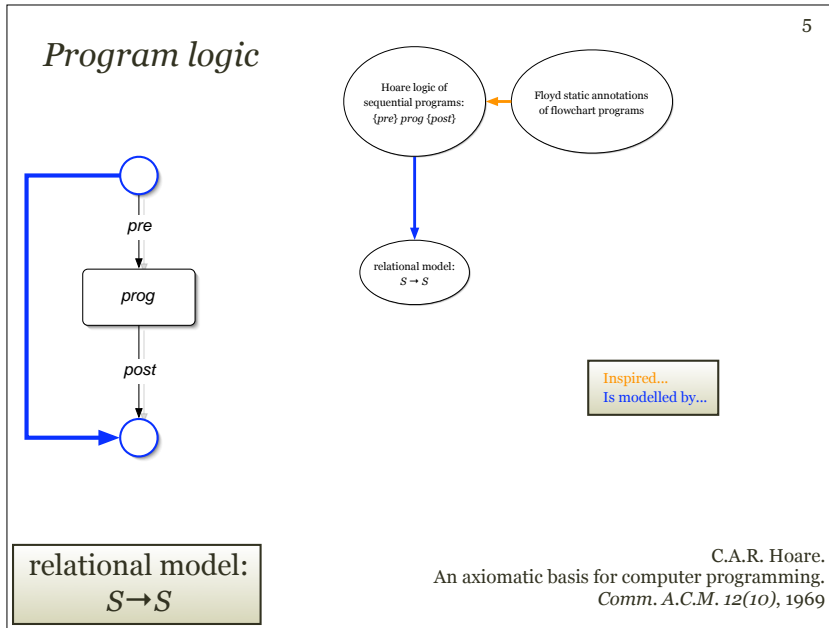 5
Program logic
Hoare logic of
sequential programs:
{pre} prog {post}
Floyd static annotations
of flowchart programs
pre
prog
post
relational model:
S → S
Inspired...
Is modelled by...
relational model:
S→S
C.A.R. Hoare.
An axiomatic basis for computer programming.
Comm. A.C.M. 12(10), 1969